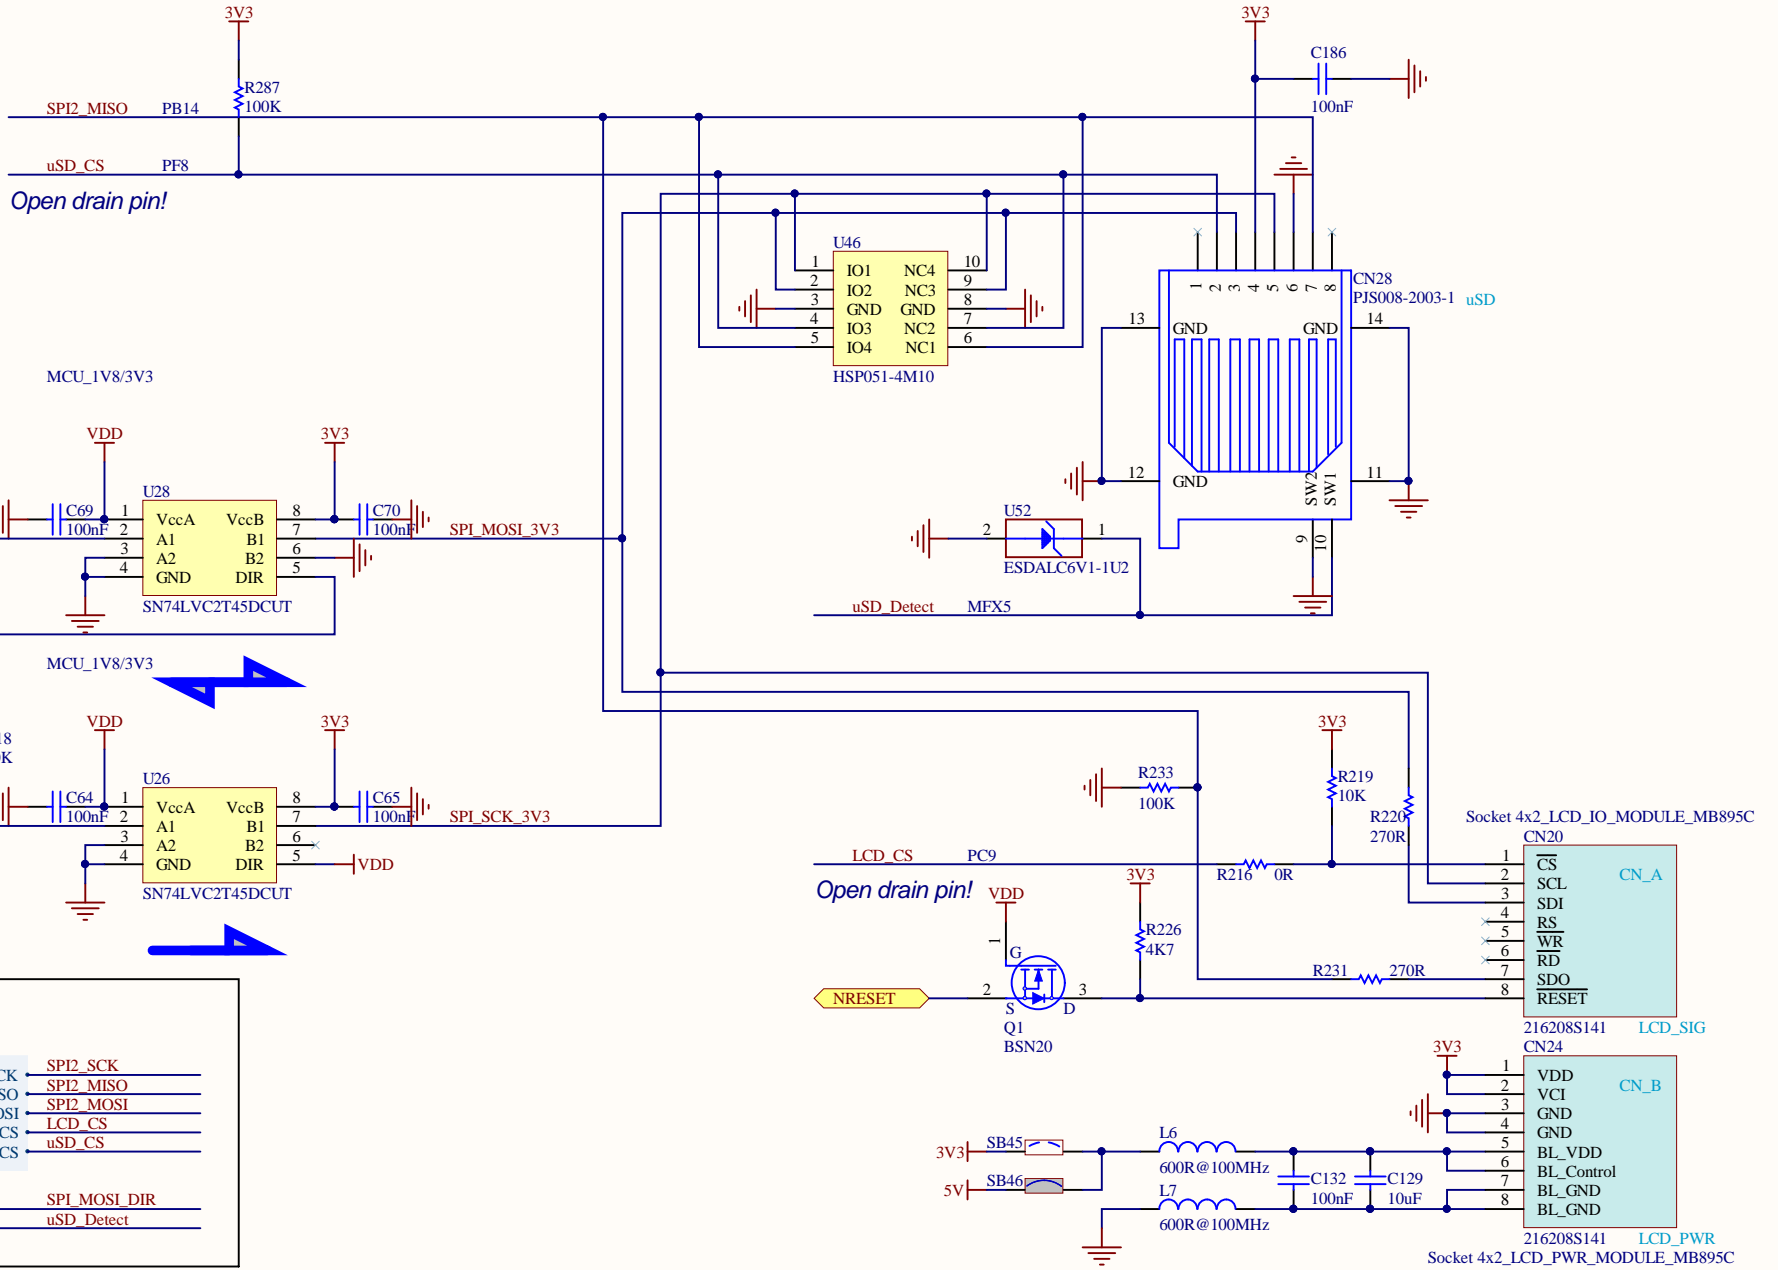 3V3
R287
100K
SPI2_MISO PB14
uSD_CS PF8
Open drain pin!
3V3
C186
100nF
U46
1 IO1 NC4 10
2 IO2 NC3 9
3 GND GND 8
4 IO3 NC2 7
5 IO4 NC1 6
HSP051-4M10
1 2 3 4 5 6 7 8
CN28
PJS008-2003-1 uSD
13 GND GND 14
12 GND 11
SW2 SW1
9 10
MCU_1V8/3V3
VDD 3V3
U28
C69
100nF
1 VccA VccB 8
2 A1 B1 7
3 A2 B2 6
4 GND DIR 5
SN74LVC2T45DCUT
C70
100nF
SPI_MOSI_3V3
U52
2 1
ESDALC6V1-1U2
uSD_Detect MFX5
MCU_1V8/3V3
VDD 3V3
18
K
U26
C64
100nF
1 VccA VccB 8
2 A1 B1 7
3 A2 B2 6
4 GND DIR 5
VDD
SN74LVC2T45DCUT
C65
100nF
SPI_SCK_3V3
R233
100K
3V3
R219
10K
R220
270R
LCD_CS PC9
R216 0R
Open drain pin!
VDD
3V3
R226
4K7
1
G
NRESET
2 3
S D
Q1
BSN20
R231 270R
Socket 4x2_LCD_IO_MODULE_MB895C
CN20
1 CS
2 SCL
3 SDI
4 RS
5 WR
6 RD
7 SDO
8 RESET
CN_A
216208S141 LCD_SIG
CN24
3V3
1 VDD
2 VCI
3 GND
4 GND
5 BL_VDD
6 BL_Control
7 BL_GND
8 BL_GND
CN_B
216208S141 LCD_PWR
Socket 4x2_LCD_PWR_MODULE_MB895C
3V3 SB45
5V SB46
L6
600R@100MHz
L7
600R@100MHz
C132
100nF
C129
10uF
CK SPI2_SCK
SO SPI2_MISO
OSI SPI2_MOSI
CS LCD_CS
CS uSD_CS
SPI_MOSI_DIR
uSD_Detect